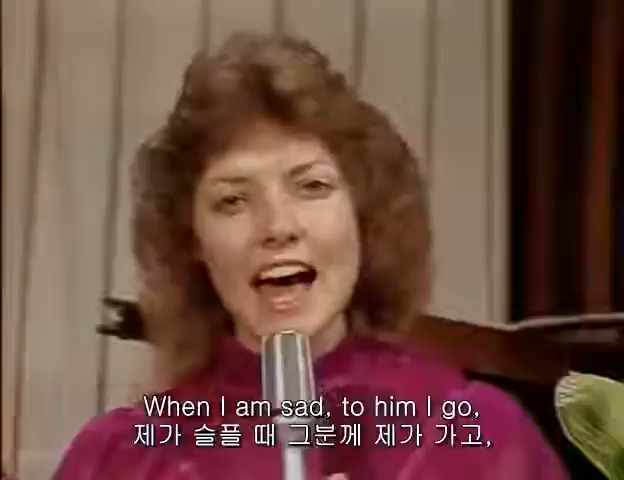 When I am sad, to him I go,
제가 슬플 때 그분께 제가 가고,